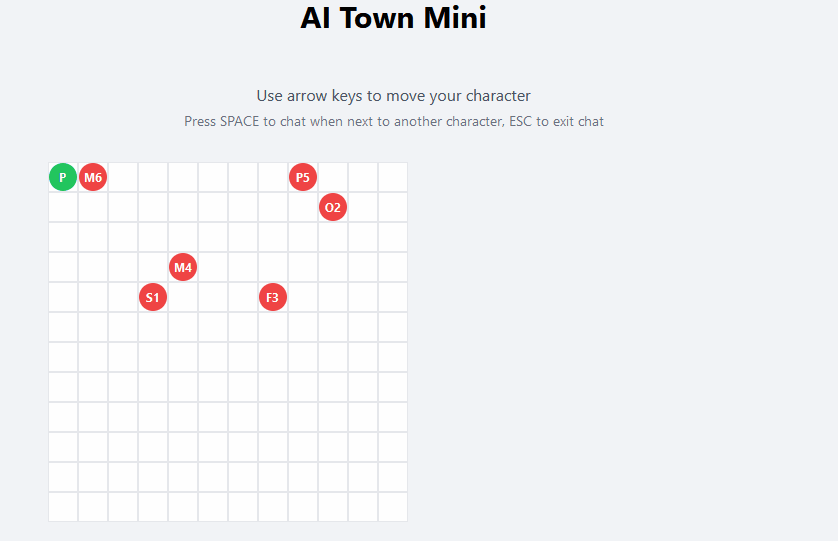 AI Town Mini
Use arrow keys to move your character
Press SPACE to chat when next to another character, ESC to exit chat
P M6 P5
O2
M4
S1 F3